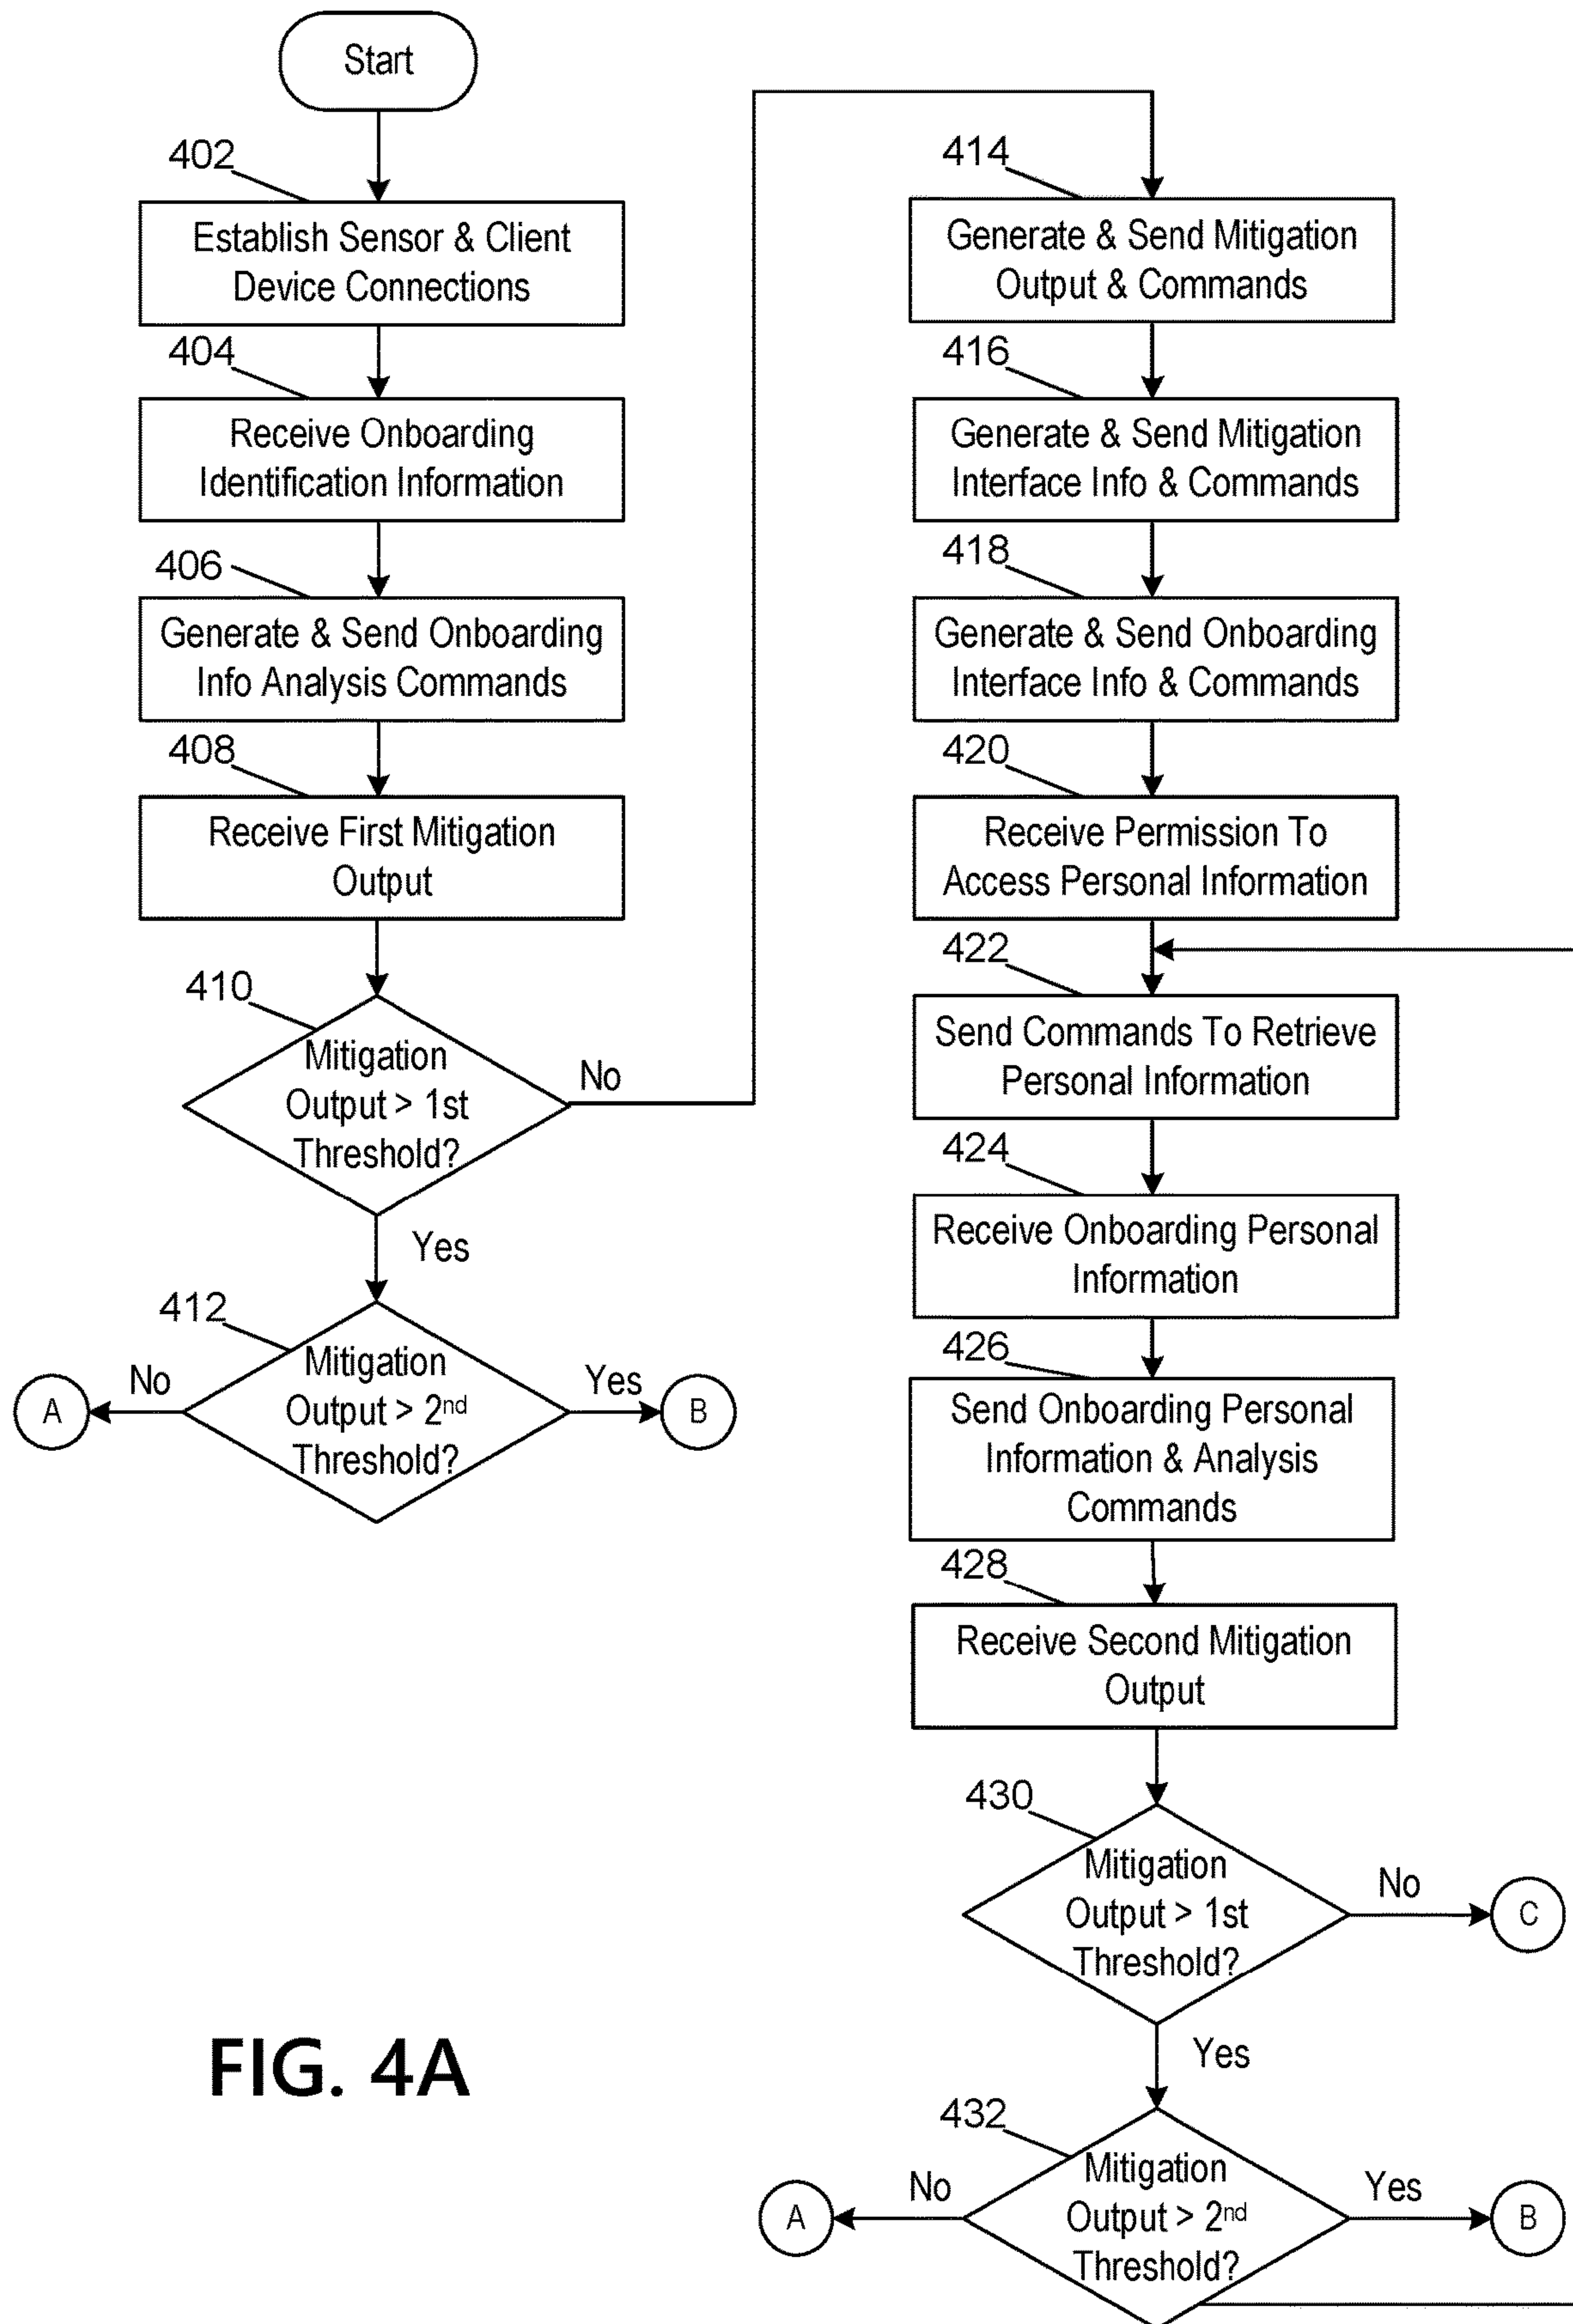 Start
402
Establish Sensor & Client
Device Connections
404
Receive Onboarding
Identification Information
406
Generate & Send Onboarding
Info Analysis Commands
408
Receive First Mitigation
Output
410
Mitigation
Output > 1st
Threshold?
No
Yes
412
Mitigation
Output > 2nd
Threshold?
No
A
Yes
B
414
Generate & Send Mitigation
Output & Commands
416
Generate & Send Mitigation
Interface Info & Commands
418
Generate & Send Onboarding
Interface Info & Commands
420
Receive Permission To
Access Personal Information
422
Send Commands To Retrieve
Personal Information
424
Receive Onboarding Personal
Information
426
Send Onboarding Personal
Information & Analysis
Commands
428
Receive Second Mitigation
Output
430
Mitigation
Output > 1st
Threshold?
No
C
Yes
432
Mitigation
Output > 2nd
Threshold?
No
A
Yes
B
FIG. 4A